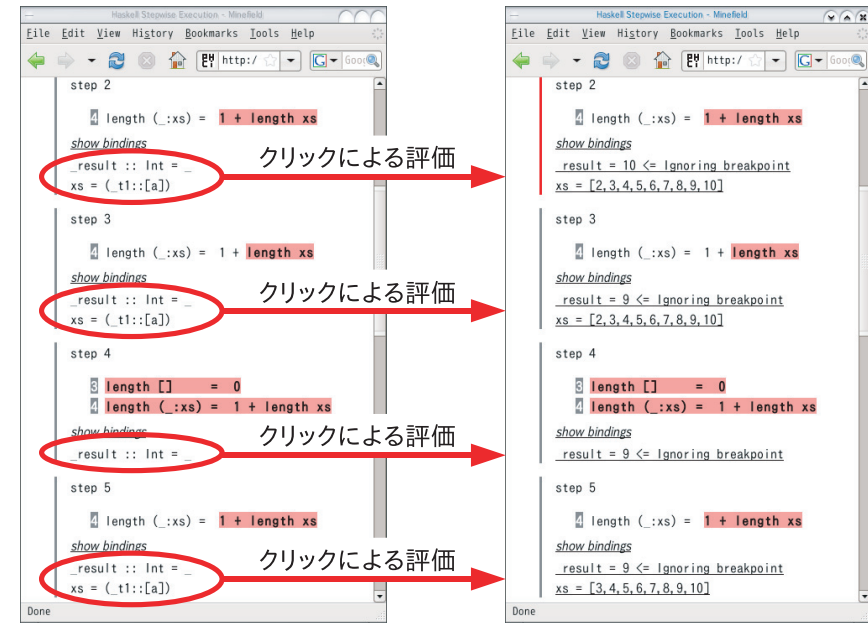 Haskell Stepwise Execution - Minefield
File Edit View History Bookmarks Tools Help
http:/ G Goo
step 2
4 length (_:xs) = 1 + length xs
show bindings
_result :: Int = _
xs = (_t1::[a])
step 3
4 length (_:xs) = 1 + length xs
show bindings
_result :: Int = _
xs = (_t1::[a])
step 4
3 length [] = 0
4 length (_:xs) = 1 + length xs
show bindings
_result :: Int = _
step 5
4 length (_:xs) = 1 + length xs
show bindings
_result :: Int = _
xs = (_t1::[a])
Done
クリックによる評価
クリックによる評価
クリックによる評価
クリックによる評価
Haskell Stepwise Execution - Minefield
File Edit View History Bookmarks Tools Help
http:/ G Goo
step 2
4 length (_:xs) = 1 + length xs
show bindings
_result = 10 <= Ignoring breakpoint
xs = [2,3,4,5,6,7,8,9,10]
step 3
4 length (_:xs) = 1 + length xs
show bindings
_result = 9 <= Ignoring breakpoint
xs = [2,3,4,5,6,7,8,9,10]
step 4
3 length [] = 0
4 length (_:xs) = 1 + length xs
show bindings
_result = 9 <= Ignoring breakpoint
step 5
4 length (_:xs) = 1 + length xs
show bindings
_result = 9 <= Ignoring breakpoint
xs = [3,4,5,6,7,8,9,10]
Done